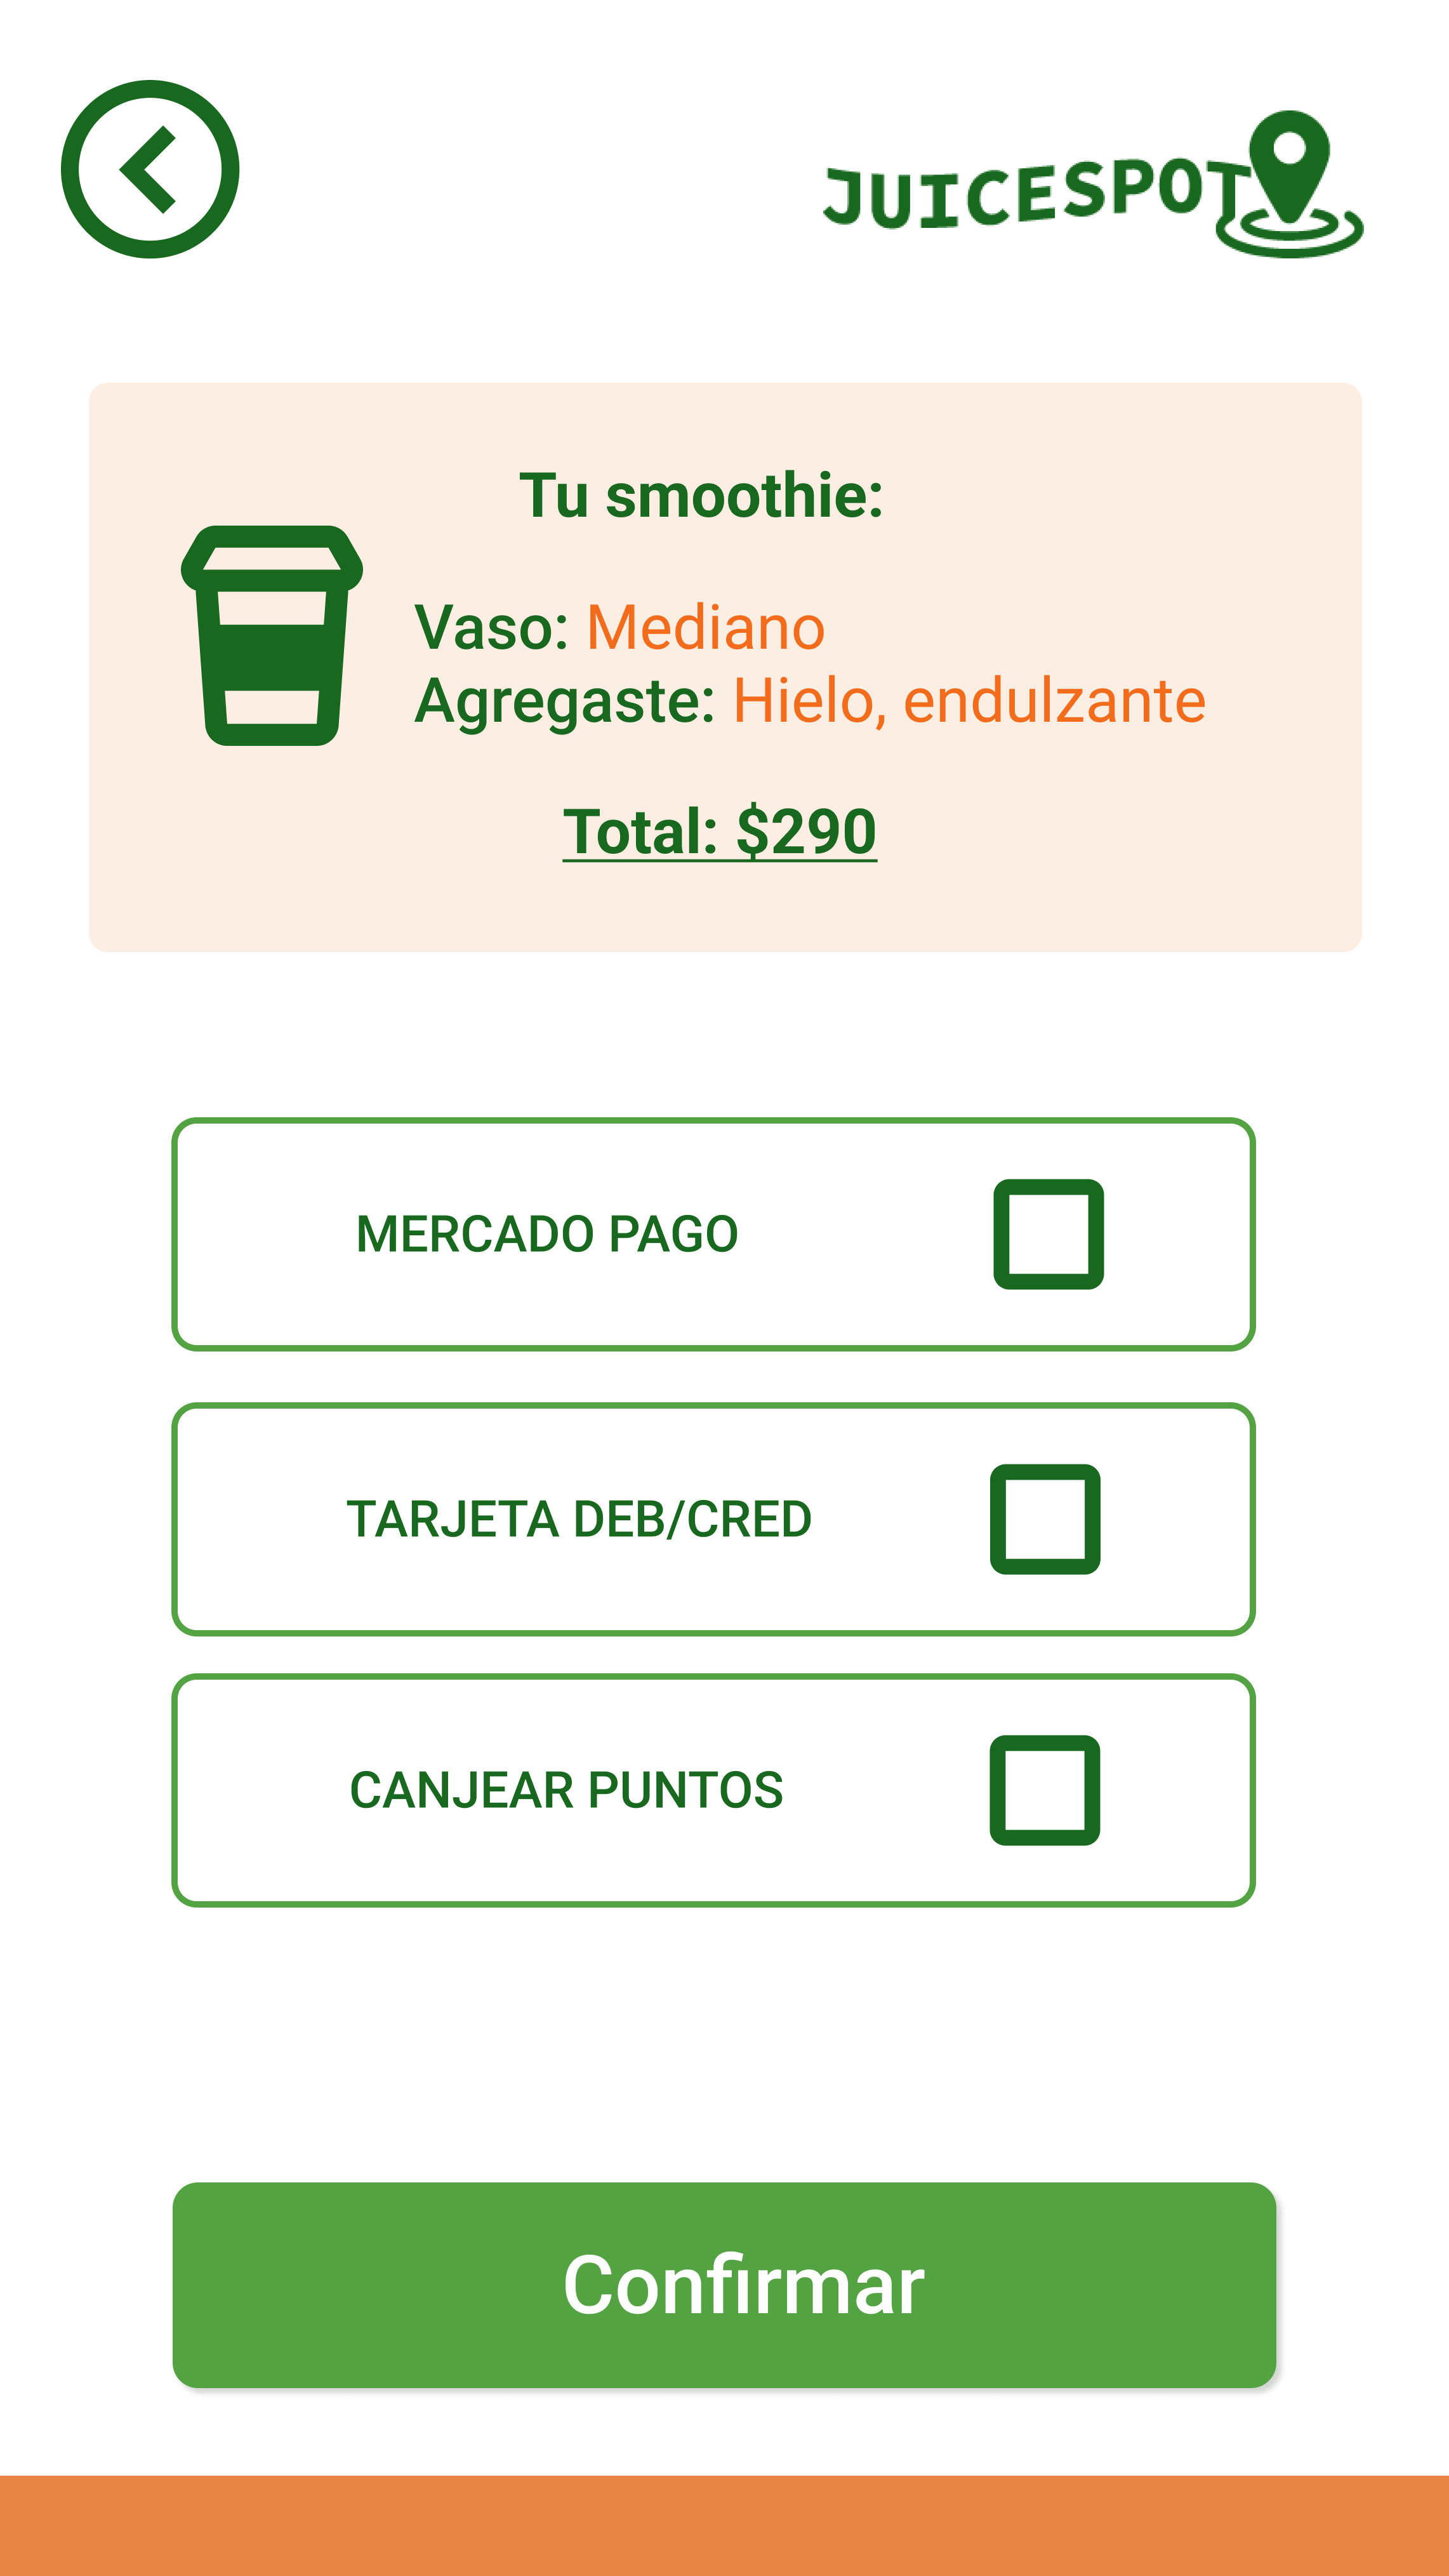 JUICESPOT
Tu smoothie:
Vaso: Mediano
Agregaste: Hielo, endulzante
Total: $290
MERCADO PAGO
TARJETA DEB/CRED
CANJEAR PUNTOS
Confirmar